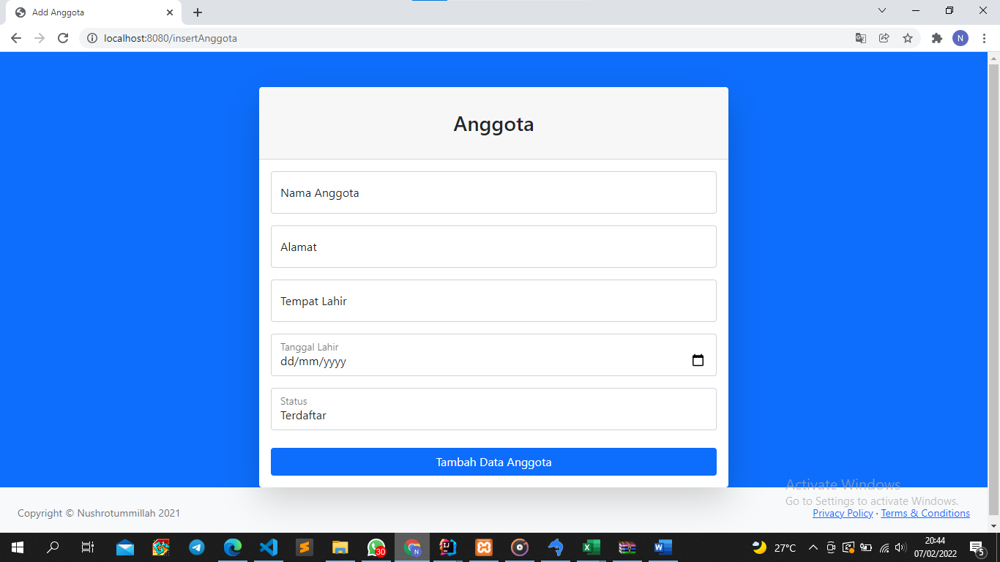 Add Anggota
localhost:8080/insertAnggota
N
Anggota
Nama Anggota
Alamat
Tempat Lahir
Tanggal Lahir
dd/mm/yyyy
Status
Terdaftar
Tambah Data Anggota
Activate Windows
Go to Settings to activate Windows.
Copyright © Nushrotummillah 2021
Privacy Policy · Terms & Conditions
30
N
27°C
20:44
07/02/2022
5